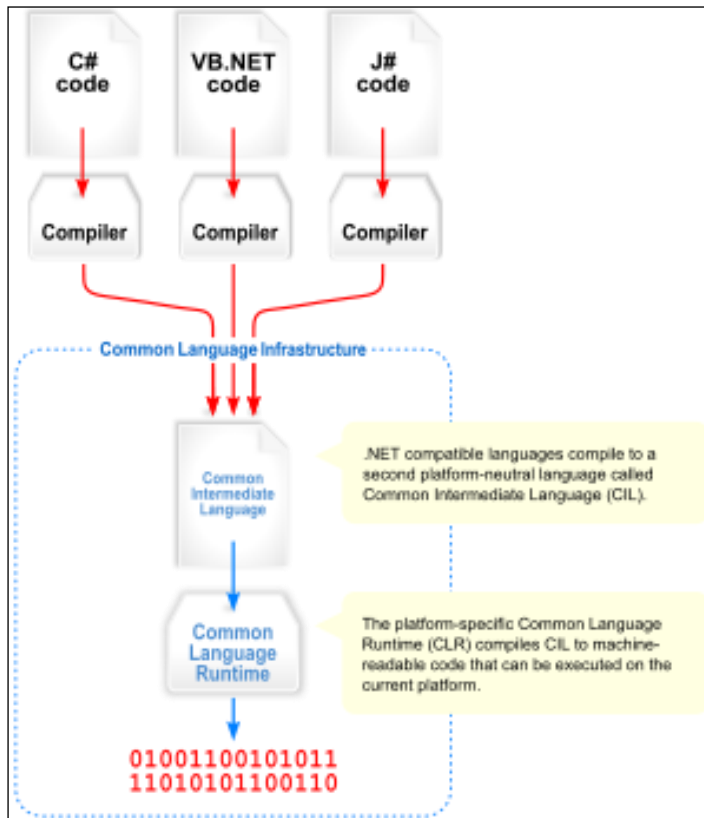 C#
code
VB.NET
code
J#
code
Compiler
Compiler
Compiler
Common Language Infrastructure
Common
Intermediate
Language
.NET compatible languages compile to a
second platform-neutral language called
Common Intermediate Language (CIL).
Common
Language
Runtime
The platform-specific Common Language
Runtime (CLR) compiles CIL to machine-
readable code that can be executed on the
current platform.
01001100101011
11010101100110